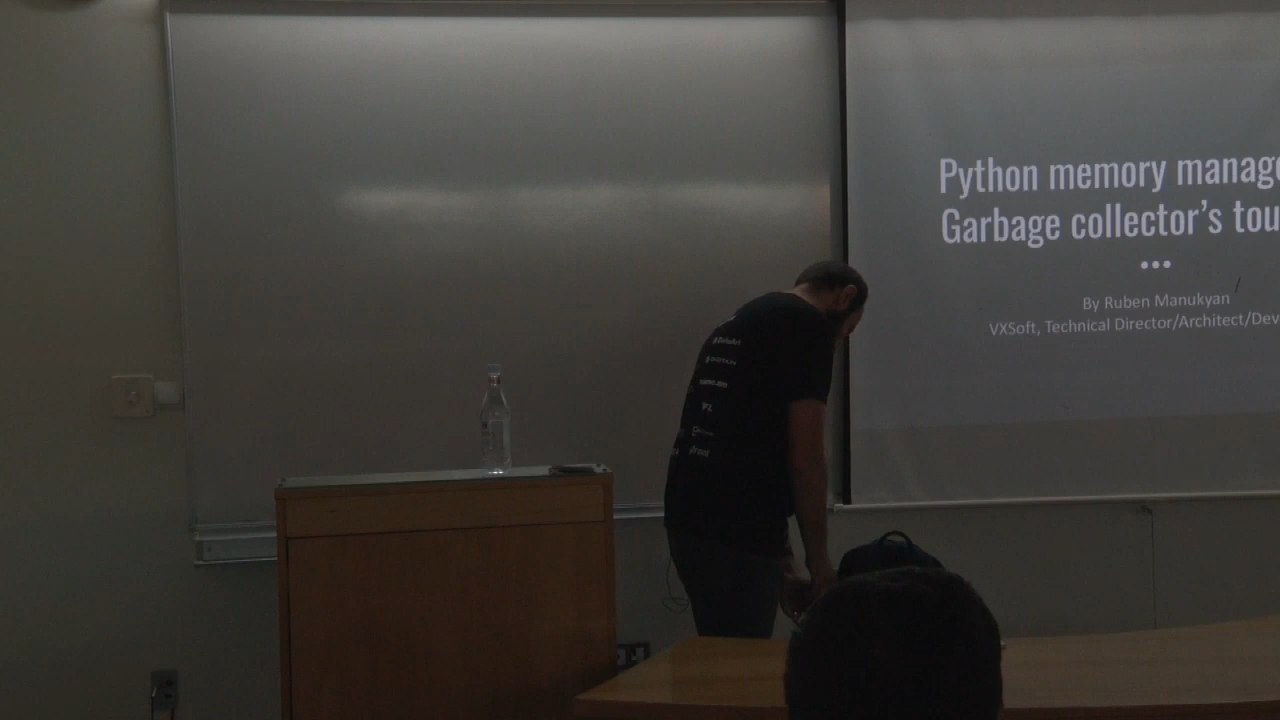 Python memory manage
Garbage collector's tou
By Ruben Manukyan
VXSoft, Technical Director/Architect/Dev